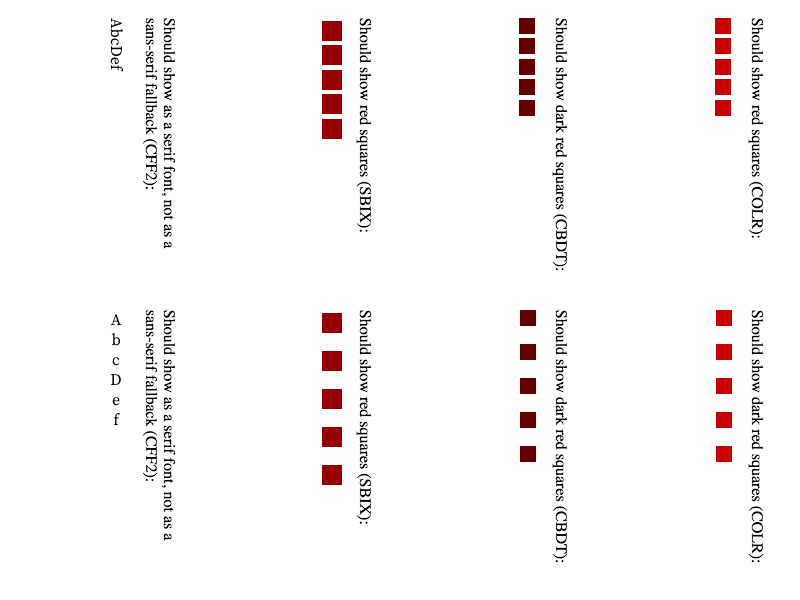 Should show red squares (COLR):
Should show dark red squares (CBDT):
Should show red squares (SBIX):
Should show as a serif font, not as a
sans-serif fallback (CFF2):
AbcDef
Should show dark red squares (COLR):
Should show dark red squares (CBDT):
Should show red squares (SBIX):
Should show as a serif font, not as a
sans-serif fallback (CFF2):
A
b
c
D
e
f